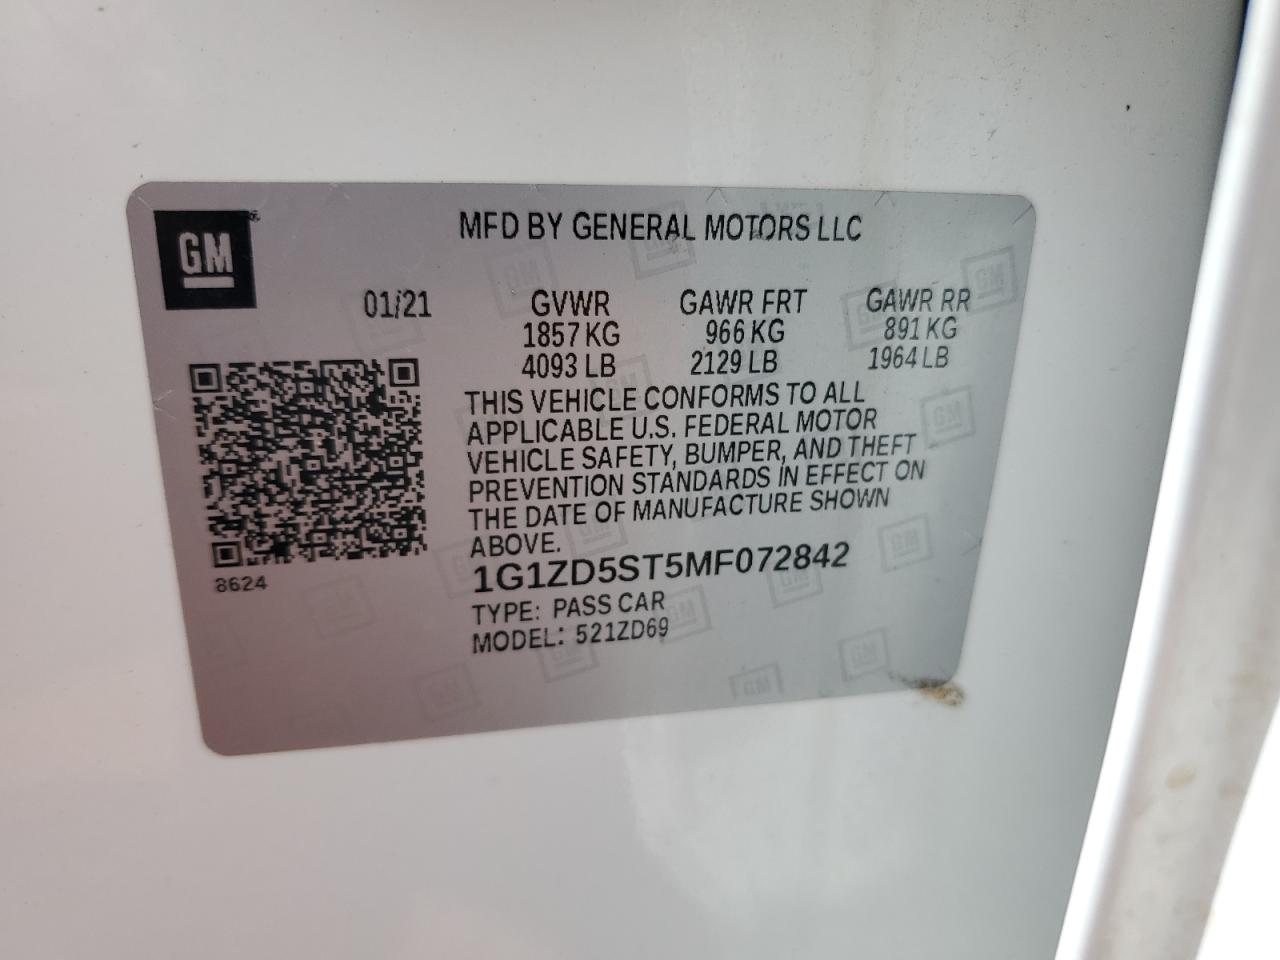 GM
MFD BY GENERAL MOTORS LLC
01/21 GVWR GAWR FRT GAWR RR
1857 KG 966 KG 891 KG
4093 LB 2129 LB 1964 LB
THIS VEHICLE CONFORMS TO ALL
APPLICABLE U.S. FEDERAL MOTOR
VEHICLE SAFETY, BUMPER, AND THEFT
PREVENTION STANDARDS IN EFFECT ON
THE DATE OF MANUFACTURE SHOWN
ABOVE.
8624
1G1ZD5ST5MF072842
TYPE: PASS CAR
MODEL: 521ZD69